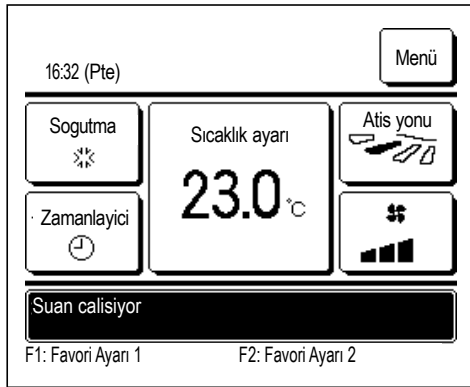 16:32 (Pte)
Menü
Sogutma
Sıcaklık ayarı
Atis yonu
23.0 °C
Zamanlayici
Suan calisiyor
F1: Favori Ayarı 1
F2: Favori Ayarı 2